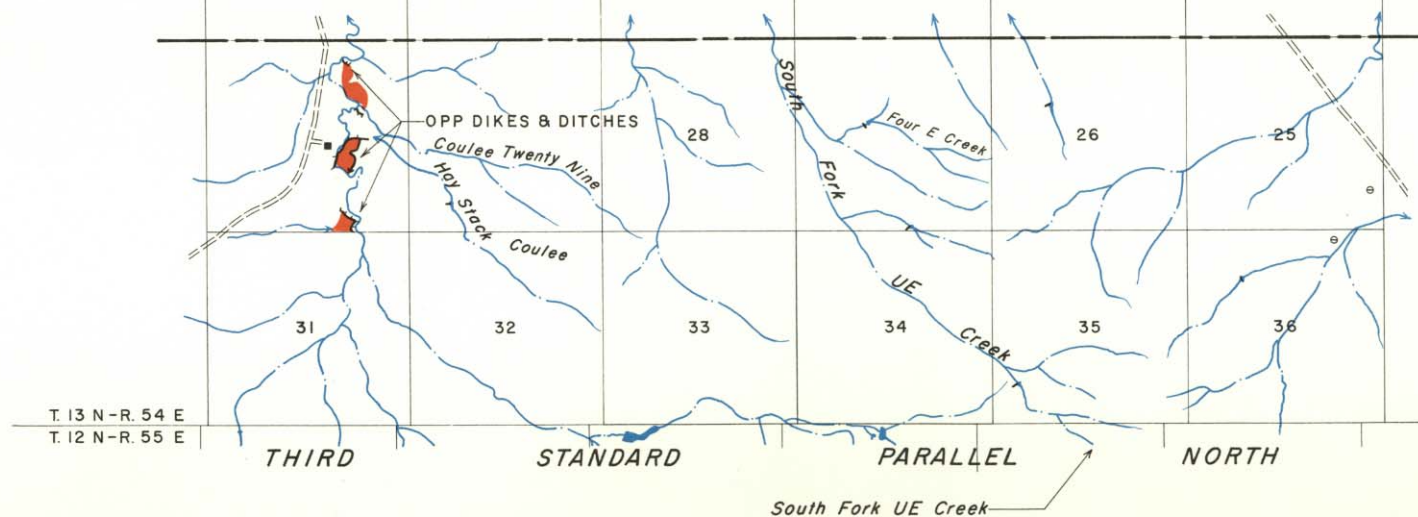 OPP DIKES & DITCHES
Coulee Twenty Nine
Hay Stack Coulee
28
South Fork UE Creek
Four E Creek
26
25
31
32
33
34
35
36
T. 13 N-R. 54 E
T. 12 N-R. 55 E
THIRD STANDARD PARALLEL NORTH
South Fork UE Creek